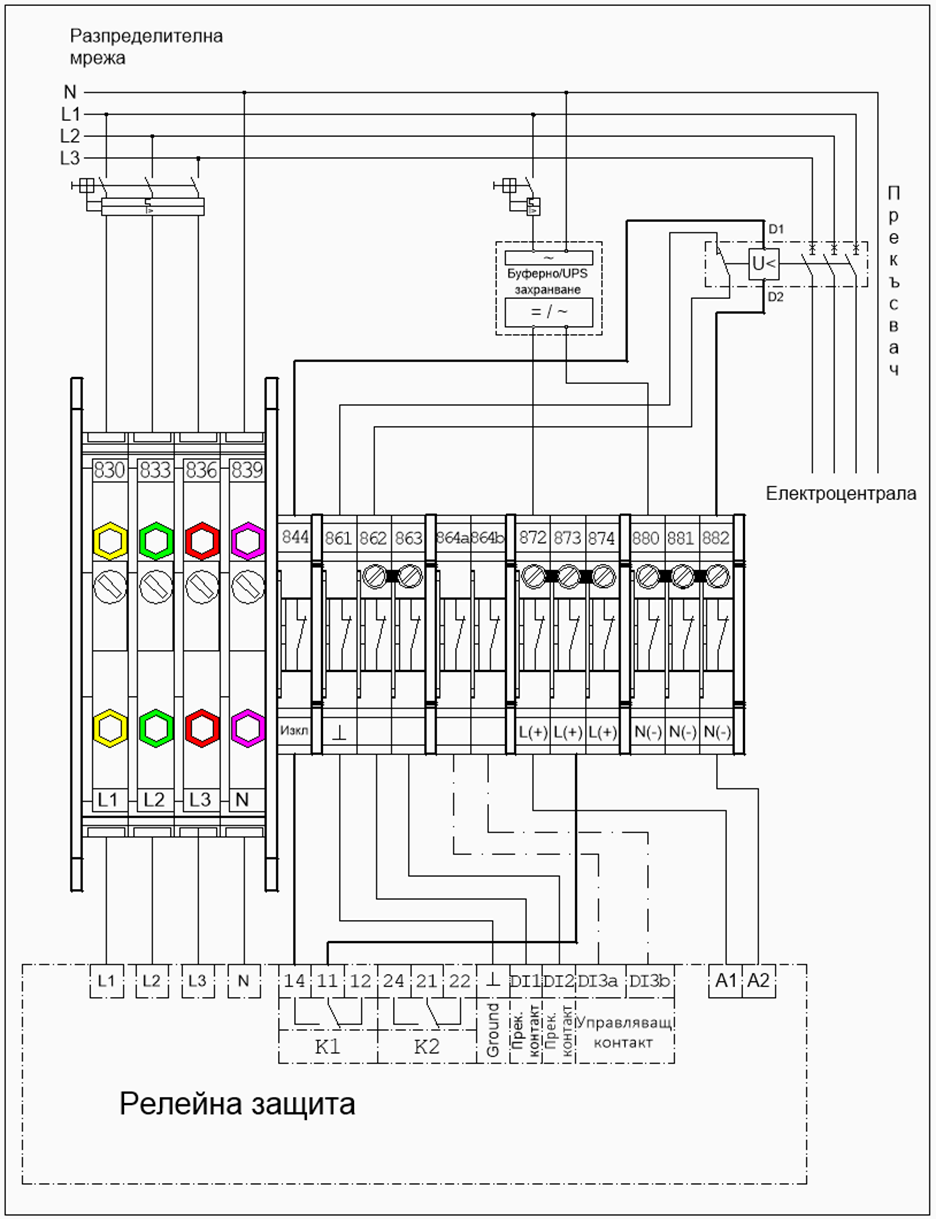 Разпределителна
мрежа
N
L1
L2
L3
Прекъсвач
D1
U<
D2
~
Буферно/UPS
захранване
= / ~
Електроцентрала
830 833 836 839
844 861 862 863 864a 864b 872 873 874 880 881 882
Изкл ⊥ L(+) L(+) L(+) N(-) N(-) N(-)
L1 L2 L3 N
L1 L2 L3 N 14 11 12 24 21 22 ⊥ DI1 DI2 DI3a DI3b A1 A2
K1 K2
Ground
Прек.
контакт
Прек.
контакт
Управляващ
контакт
Релейна защита